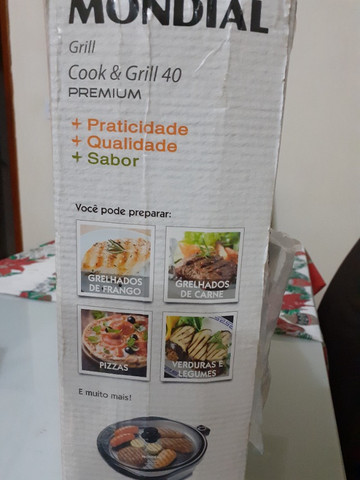 MONDIAL
Grill
Cook & Grill 40
PREMIUM
+ Praticidade
+ Qualidade
+ Sabor
Você pode preparar:
GRELHADOS
DE FRANGO
GRELHADOS
DE CARNE
PIZZAS
VERDURAS E
LEGUMES
E muito mais!